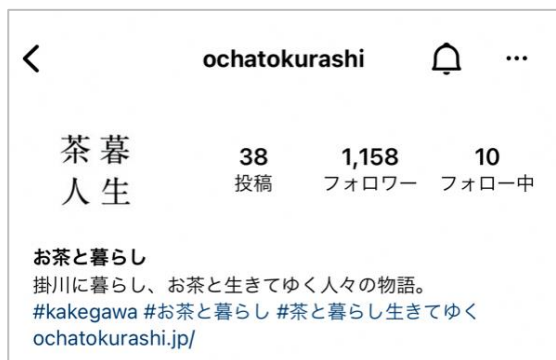 ochatokurashi
茶暮
人生
38
投稿
1,158
フォロワー
10
フォロー中
お茶と暮らし
掛川に暮らし、お茶と生きてゆく人々の物語。
#kakegawa #お茶と暮らし #茶と暮らし生きてゆく
ochatokurashi.jp/